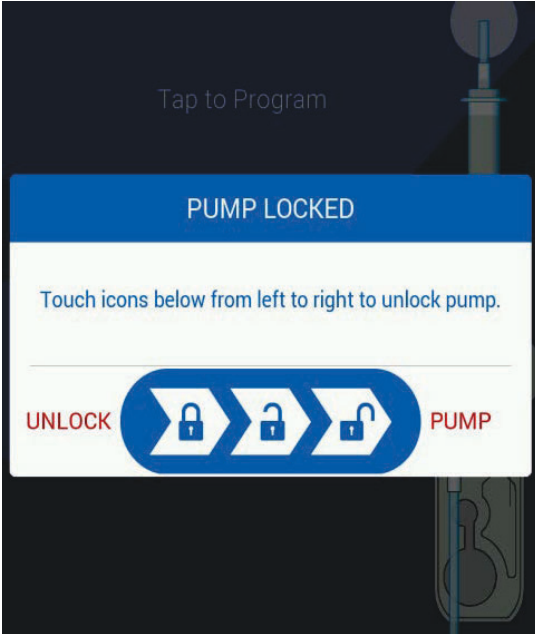 Tap to Program
PUMP LOCKED
Touch icons below from left to right to unlock pump.
UNLOCK
PUMP